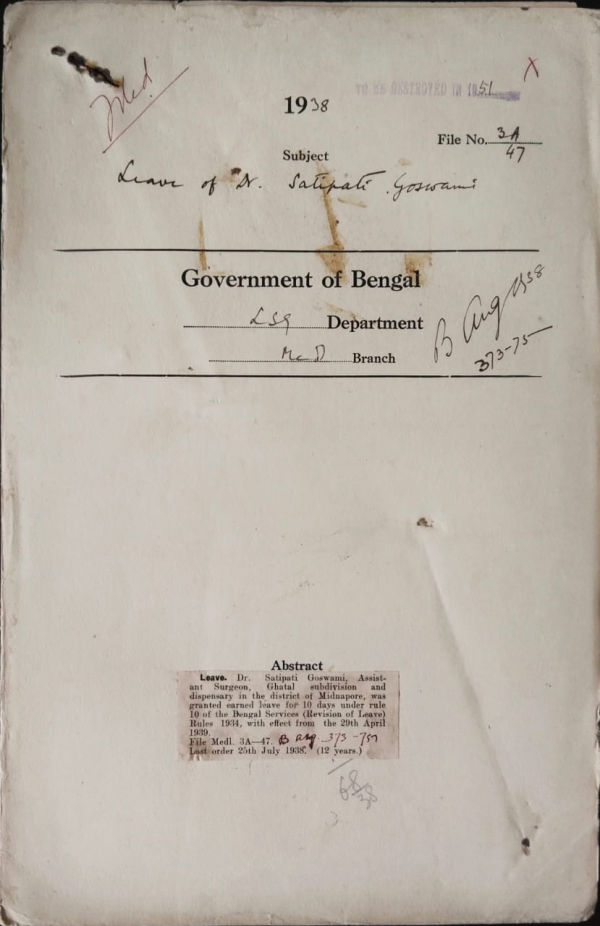 Med
TO BE DESTROYED IN 1951
X
1938
File No. 3A
47
Subject
Leave of Dr. Satipati Goswami
Government of Bengal
LSG Department
Branch
B Aug 1938
373-75
Abstract
Leave. Dr. Satipati Goswami, Assist-
ant Surgeon, Ghatal subdivision and
dispensary in the district of Midnapore, was
granted earned leave for 10 days under rule
10 of the Bengal Services (Revision of Leave)
Rules 1934, with effect from the 29th April
1939.
File Medl. 3A—47. B Aug. 373-75
Last order 25th July 1938. (12 years.)